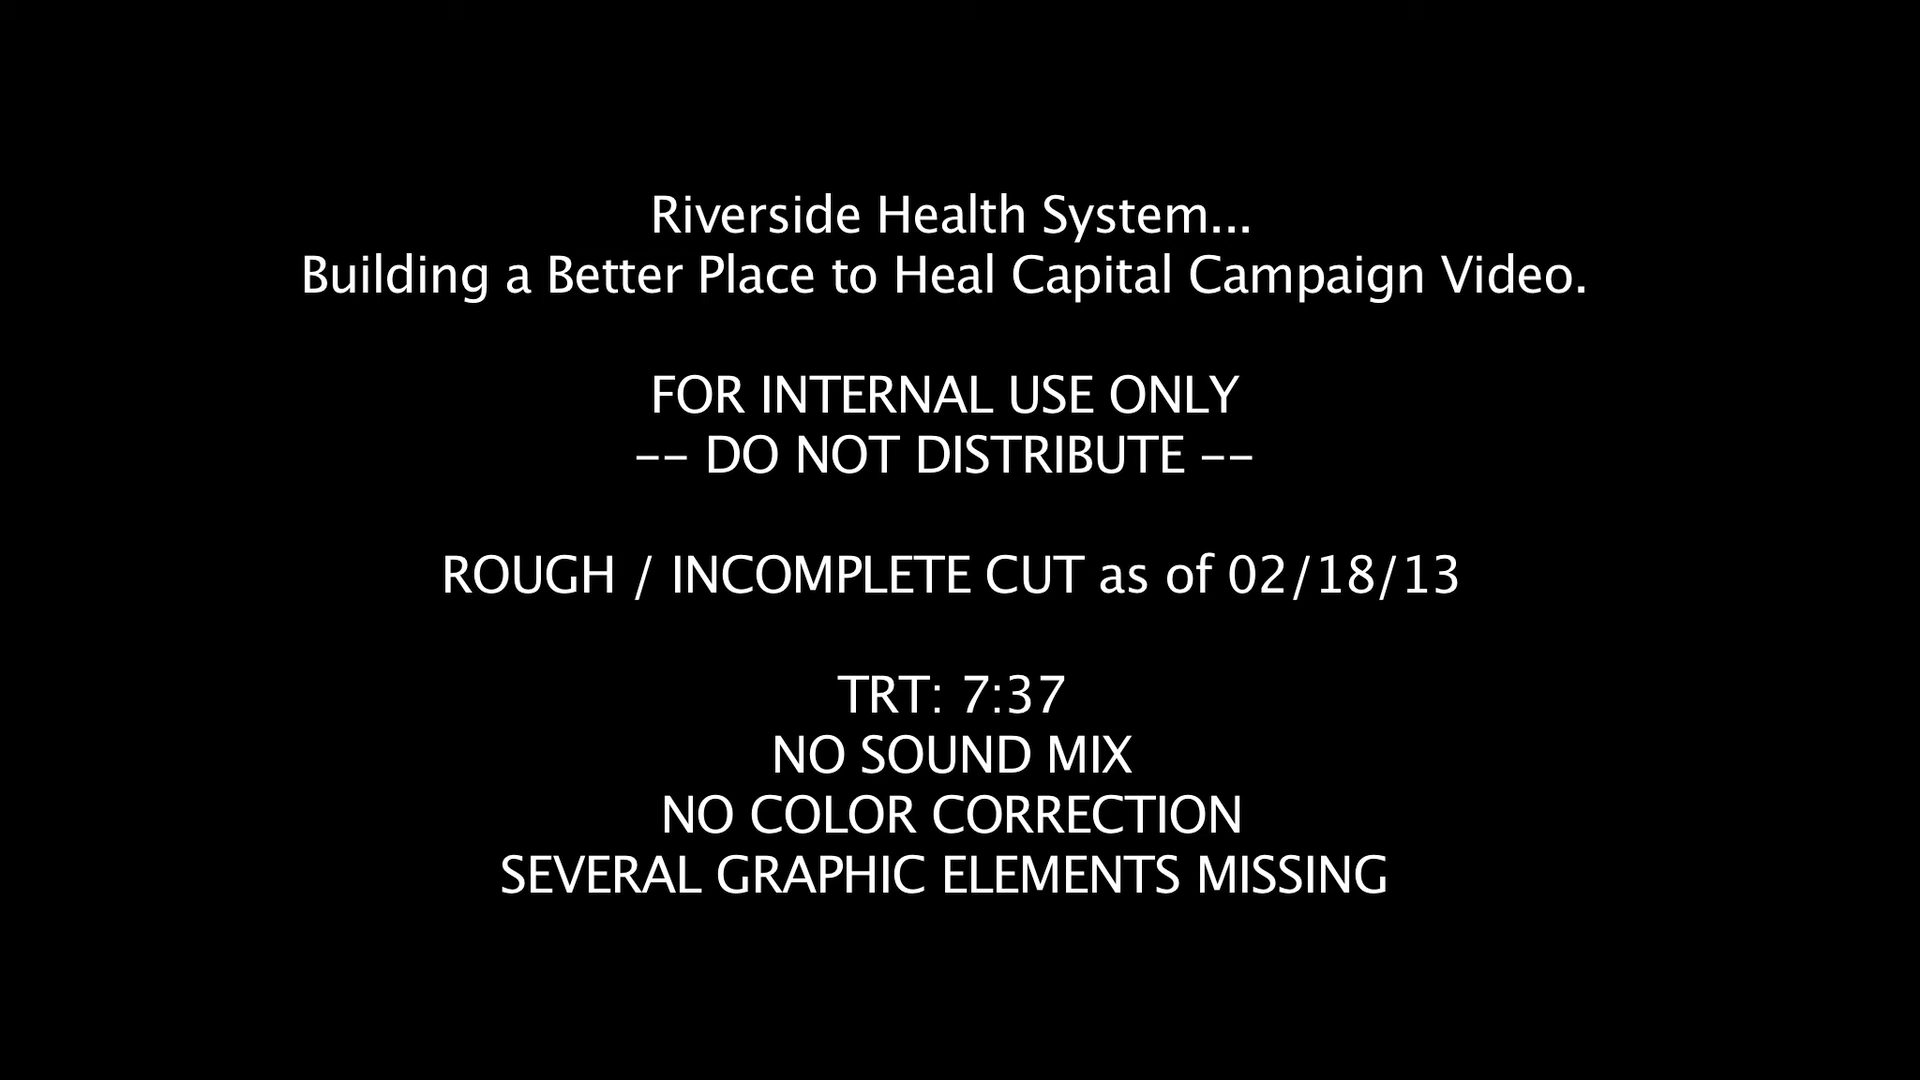 Riverside Health System...
Building a Better Place to Heal Capital Campaign Video.
FOR INTERNAL USE ONLY
-- DO NOT DISTRIBUTE --
ROUGH / INCOMPLETE CUT as of 02/18/13
TRT: 7:37
NO SOUND MIX
NO COLOR CORRECTION
SEVERAL GRAPHIC ELEMENTS MISSING